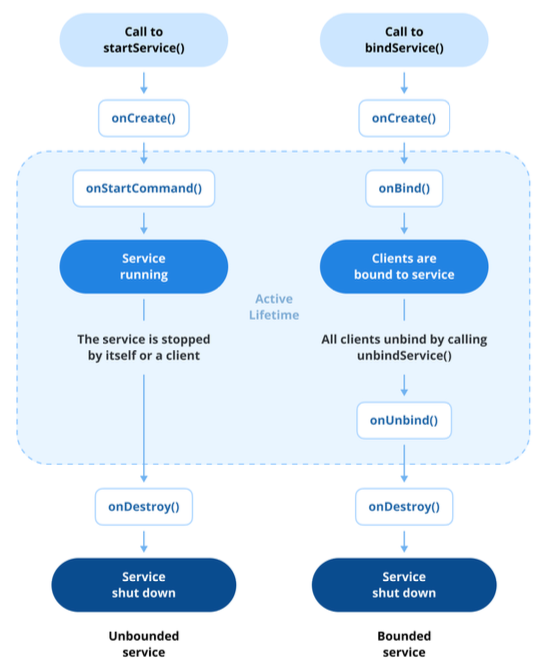 Call to
startService()
onCreate()
onStartCommand()
Service
running
The service is stopped
by itself or a client
onDestroy()
Service
shut down
Unbounded
service
Active
Lifetime
Call to
bindService()
onCreate()
onBind()
Clients are
bound to service
All clients unbind by calling
unbindService()
onUnbind()
onDestroy()
Service
shut down
Bounded
service